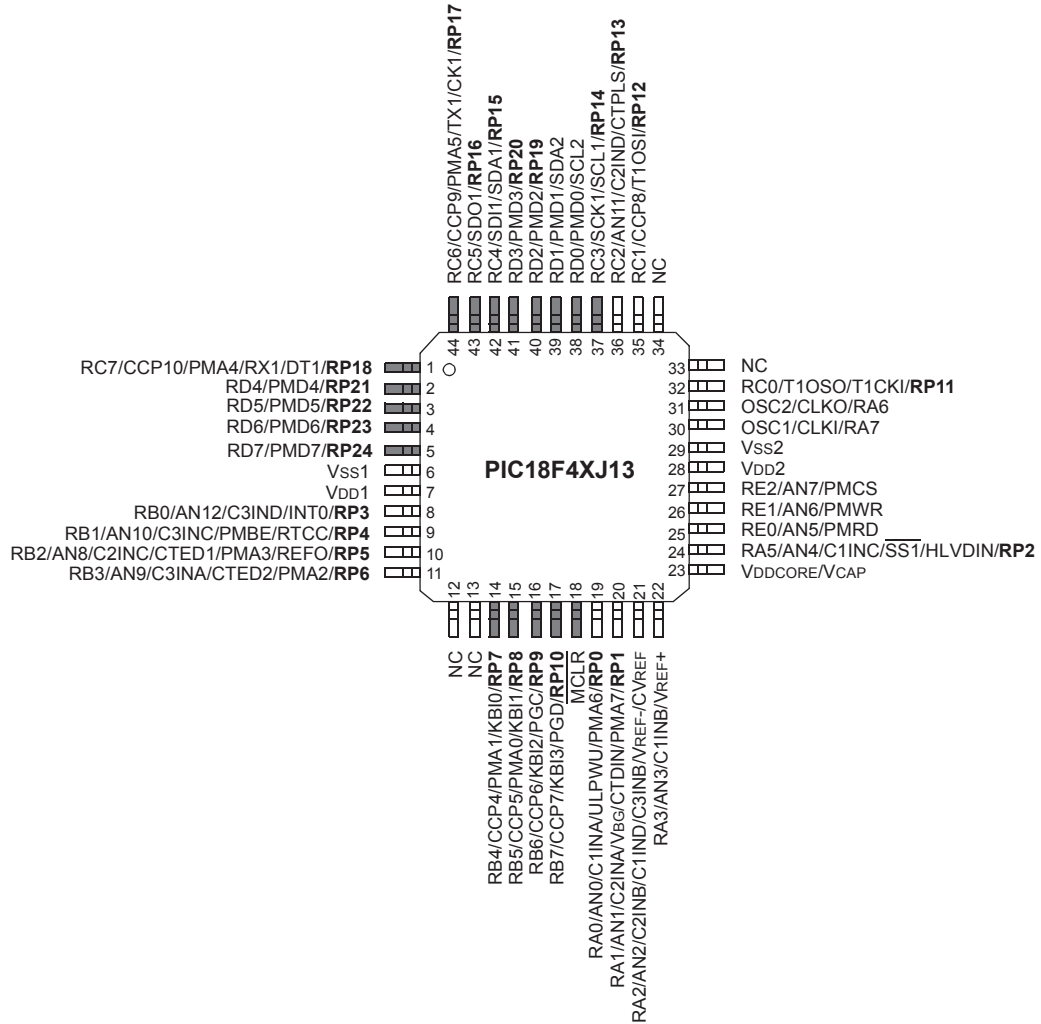 RC6/CCP9/PMA5/TX1/CK1/RP17
RC5/SDO1/RP16
RC4/SDI1/SDA1/RP15
RD3/PMD3/RP20
RD2/PMD2/RP19
RD1/PMD1/SDA2
RD0/PMD0/SCL2
RC3/SCK1/SCL1/RP14
RC2/AN11/C2IND/CTPLS/RP13
RC1/CCP8/T1OSI/RP12
NC
44
43
42
41
40
39
38
37
36
35
34
RC7/CCP10/PMA4/RX1/DT1/RP18 1
RD4/PMD4/RP21 2
RD5/PMD5/RP22 3
RD6/PMD6/RP23 4
RD7/PMD7/RP24 5
VSS1 6
VDD1 7
RB0/AN12/C3IND/INT0/RP3 8
RB1/AN10/C3INC/PMBE/RTCC/RP4 9
RB2/AN8/C2INC/CTED1/PMA3/REFO/RP5 10
RB3/AN9/C3INA/CTED2/PMA2/RP6 11
PIC18F4XJ13
33 NC
32 RC0/T1OSO/T1CKI/RP11
31 OSC2/CLKO/RA6
30 OSC1/CLKI/RA7
29 VSS2
28 VDD2
27 RE2/AN7/PMCS
26 RE1/AN6/PMWR
25 RE0/AN5/PMRD
24 RA5/AN4/C1INC/SS1/HLVDIN/RP2
23 VDDCORE/VCAP
12
13
14
15
16
17
18
19
20
21
22
NC
NC
RB4/CCP4/PMA1/KBI0/RP7
RB5/CCP5/PMA0/KBI1/RP8
RB6/CCP6/KBI2/PGC/RP9
RB7/CCP7/KBI3/PGD/RP10
MCLR
RA0/AN0/C1INA/ULPWU/PMA6/RP0
RA1/AN1/C2INA/VBG/CTDIN/PMA7/RP1
RA2/AN2/C2INB/C1IND/C3INB/VREF-/CVREF
RA3/AN3/C1INB/VREF+